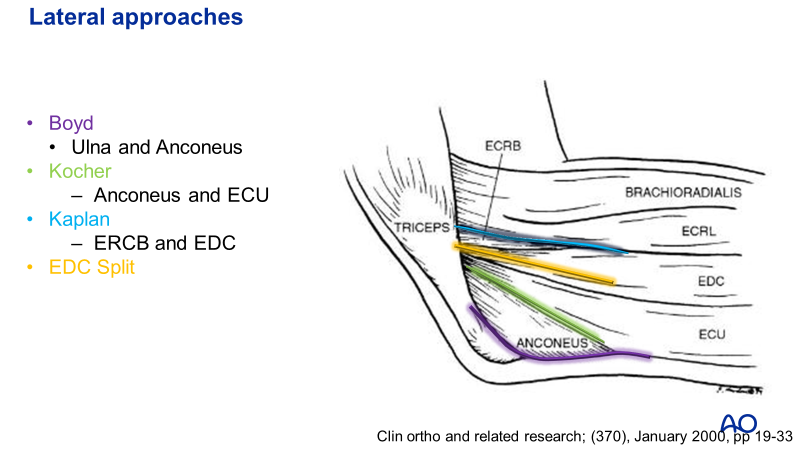 Lateral approaches
• Boyd
• Ulna and Anconeus
• Kocher
– Anconeus and ECU
• Kaplan
– ERCB and EDC
• EDC Split
ECRB
BRACHIORADIALIS
TRICEPS
ECRL
EDC
ECU
ANCONEUS
AO
Clin ortho and related research; (370), January 2000, pp 19-33